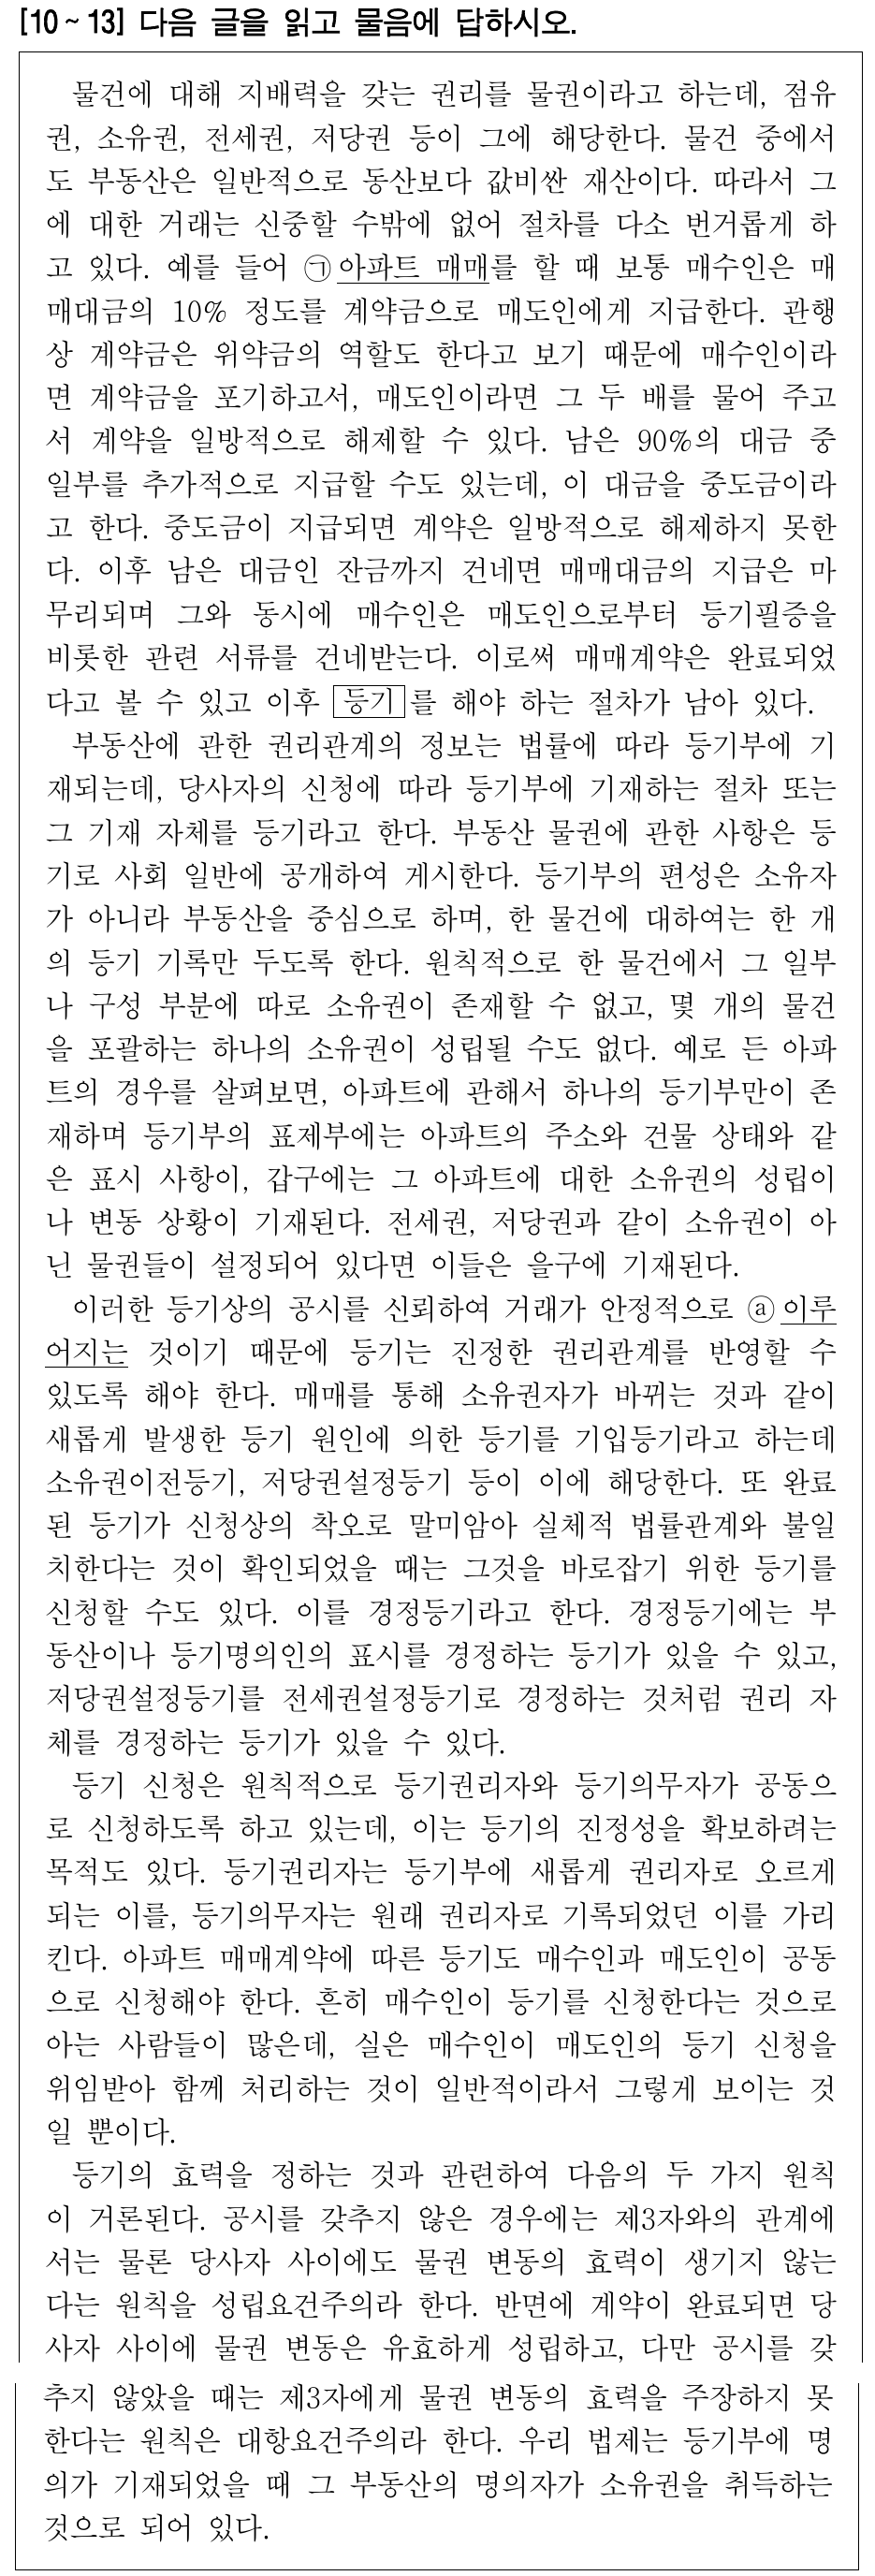 [10~13] 다음 글을 읽고 물음에 답하시오.
물건에 대해 지배력을 갖는 권리를 물권이라고 하는데, 점유
권, 소유권, 전세권, 저당권 등이 그에 해당한다. 물건 중에서
도 부동산은 일반적으로 동산보다 값비싼 재산이다. 따라서 그
에 대한 거래는 신중할 수밖에 없어 절차를 다소 번거롭게 하
고 있다. 예를 들어 ㉠아파트 매매를 할 때 보통 매수인은 매
매대금의 10% 정도를 계약금으로 매도인에게 지급한다. 관행
상 계약금은 위약금의 역할도 한다고 보기 때문에 매수인이라
면 계약금을 포기하고서, 매도인이라면 그 두 배를 물어 주고
서 계약을 일방적으로 해제할 수 있다. 남은 90%의 대금 중
일부를 추가적으로 지급할 수도 있는데, 이 대금을 중도금이라
고 한다. 중도금이 지급되면 계약은 일방적으로 해제하지 못한
다. 이후 남은 대금인 잔금까지 건네면 매매대금의 지급은 마
무리되며 그와 동시에 매수인은 매도인으로부터 등기필증을
비롯한 관련 서류를 건네받는다. 이로써 매매계약은 완료되었
다고 볼 수 있고 이후 등기를 해야 하는 절차가 남아 있다.
부동산에 관한 권리관계의 정보는 법률에 따라 등기부에 기
재되는데, 당사자의 신청에 따라 등기부에 기재하는 절차 또는
그 기재 자체를 등기라고 한다. 부동산 물권에 관한 사항은 등
기로 사회 일반에 공개하여 게시한다. 등기부의 편성은 소유자
가 아니라 부동산을 중심으로 하며, 한 물건에 대하여는 한 개
의 등기 기록만 두도록 한다. 원칙적으로 한 물건에서 그 일부
나 구성 부분에 따로 소유권이 존재할 수 없고, 몇 개의 물건
을 포괄하는 하나의 소유권이 성립될 수도 없다. 예로 든 아파
트의 경우를 살펴보면, 아파트에 관해서 하나의 등기부만이 존
재하며 등기부의 표제부에는 아파트의 주소와 건물 상태와 같
은 표시 사항이, 갑구에는 그 아파트에 대한 소유권의 성립이
나 변동 상황이 기재된다. 전세권, 저당권과 같이 소유권이 아
닌 물권들이 설정되어 있다면 이들은 을구에 기재된다.
이러한 등기상의 공시를 신뢰하여 거래가 안정적으로 ⓐ이루
어지는 것이기 때문에 등기는 진정한 권리관계를 반영할 수
있도록 해야 한다. 매매를 통해 소유권자가 바뀌는 것과 같이
새롭게 발생한 등기 원인에 의한 등기를 기입등기라고 하는데
소유권이전등기, 저당권설정등기 등이 이에 해당한다. 또 완료
된 등기가 신청상의 착오로 말미암아 실체적 법률관계와 불일
치한다는 것이 확인되었을 때는 그것을 바로잡기 위한 등기를
신청할 수도 있다. 이를 경정등기라고 한다. 경정등기에는 부
동산이나 등기명의인의 표시를 경정하는 등기가 있을 수 있고,
저당권설정등기를 전세권설정등기로 경정하는 것처럼 권리 자
체를 경정하는 등기가 있을 수 있다.
등기 신청은 원칙적으로 등기권리자와 등기의무자가 공동으
로 신청하도록 하고 있는데, 이는 등기의 진정성을 확보하려는
목적도 있다. 등기권리자는 등기부에 새롭게 권리자로 오르게
되는 이를, 등기의무자는 원래 권리자로 기록되었던 이를 가리
킨다. 아파트 매매계약에 따른 등기도 매수인과 매도인이 공동
으로 신청해야 한다. 흔히 매수인이 등기를 신청한다는 것으로
아는 사람들이 많은데, 실은 매수인이 매도인의 등기 신청을
위임받아 함께 처리하는 것이 일반적이라서 그렇게 보이는 것
일 뿐이다.
등기의 효력을 정하는 것과 관련하여 다음의 두 가지 원칙
이 거론된다. 공시를 갖추지 않은 경우에는 제3자와의 관계에
서는 물론 당사자 사이에도 물권 변동의 효력이 생기지 않는
다는 원칙을 성립요건주의라 한다. 반면에 계약이 완료되면 당
사자 사이에 물권 변동은 유효하게 성립하고, 다만 공시를 갖
추지 않았을 때는 제3자에게 물권 변동의 효력을 주장하지 못
한다는 원칙은 대항요건주의라 한다. 우리 법제는 등기부에 명
의가 기재되었을 때 그 부동산의 명의자가 소유권을 취득하는
것으로 되어 있다.